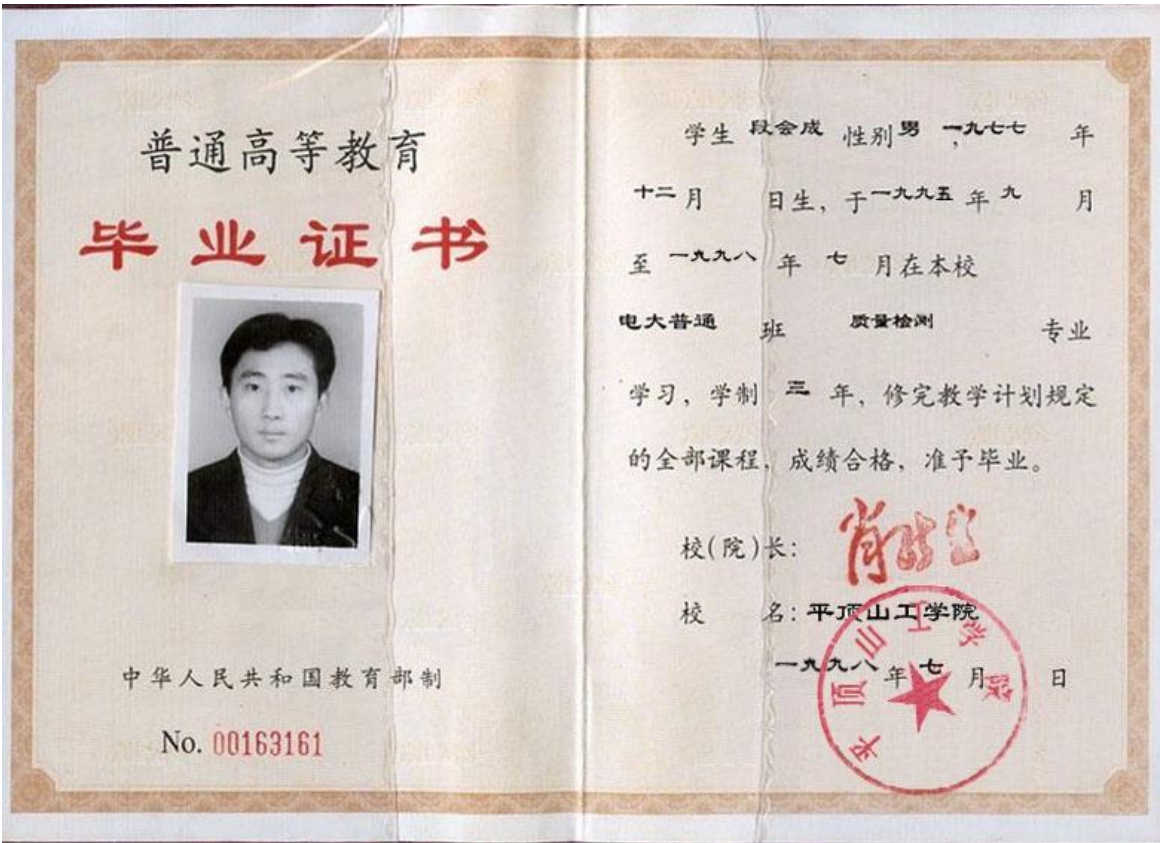 普通高等教育
毕业证书
中华人民共和国教育部制
No. 00163161
学生 段会成 性别 男 , 一九七七 年
十二 月 日生，于 一九九五 年 九 月
至 一九九八 年 七 月在本校
电大普通 班 质量检测 专业
学习，学制 三 年，修完教学计划规定
的全部课程，成绩合格，准予毕业。
校(院)长：
校 名：平顶山工学院
一九九八 年 七 月 日
平顶山工学院